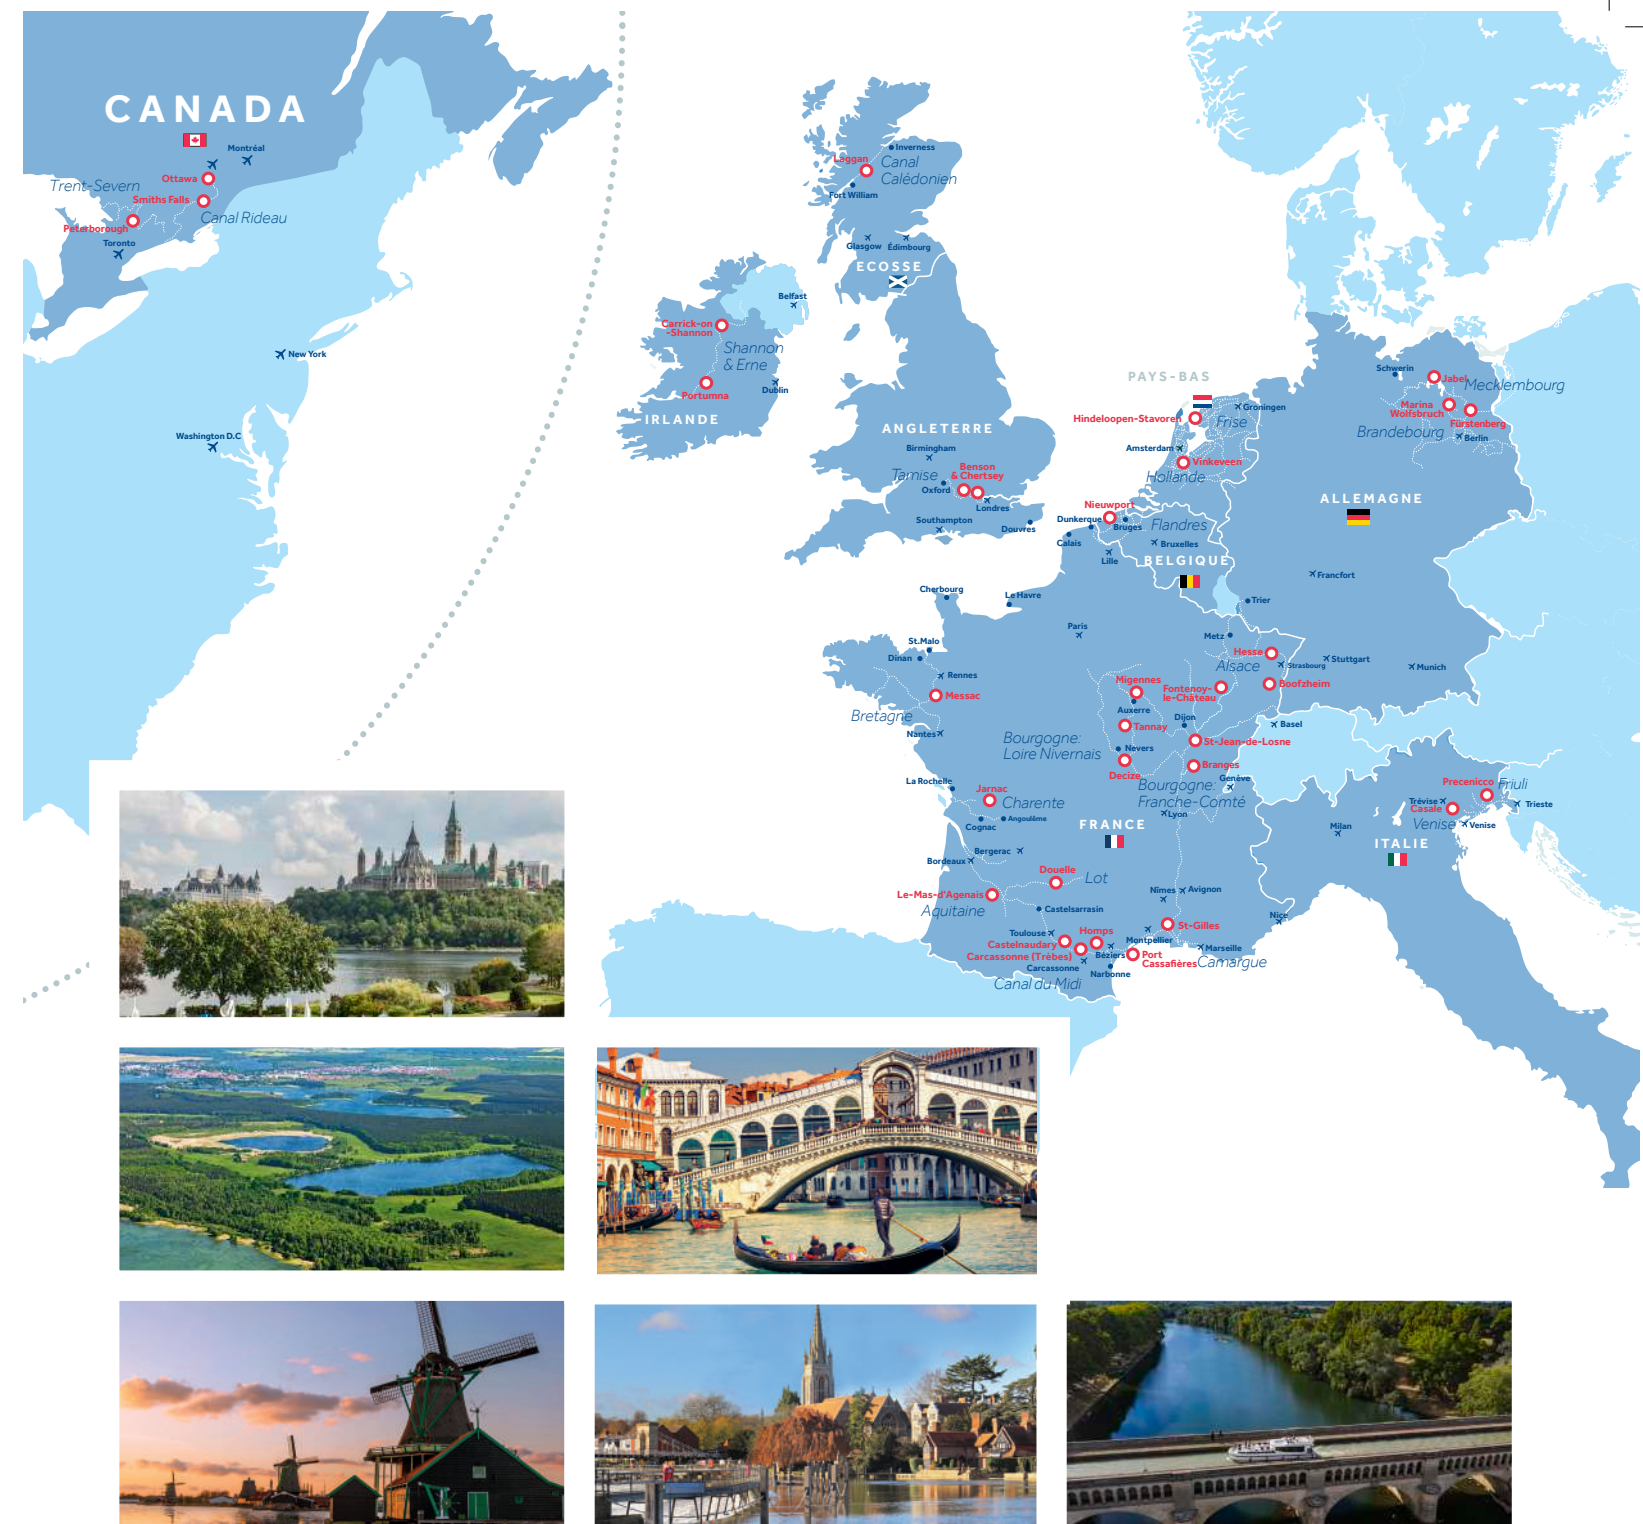 CANADA
Montréal
Ottawa
Trent-Severn
Smiths Falls
Canal Rideau
Peterborough
Toronto
New York
Washington D.C
Inverness
Laggan
Canal
Calédonien
Fort William
Glasgow
Édimbourg
ECOSSE
Belfast
Carrick-on
-Shannon
Shannon
& Erne
Dublin
Portumna
IRLANDE
ANGLETERRE
Birmingham
Tamise
Benson
& Chertsey
Oxford
Londres
Southampton
Douvres
PAYS-BAS
Groningen
Hindeloopen-Stavoren
Frise
Amsterdam
Vinkeveen
Hollande
Nieuwport
Dunkerque
Bruges
Flandres
Calais
Bruxelles
Lille
BELGIQUE
Schwerin
Jabel
Mecklembourg
Marina
Wolfsbruch
Fürstenberg
Brandebourg
Berlin
ALLEMAGNE
Francfort
Trier
Stuttgart
Munich
Cherbourg
Le Havre
Paris
Metz
St.Malo
Dinan
Hesse
Strasbourg
Alsace
Rennes
Messac
Migennes
Fontenoy-
le-Château
Boofzheim
Bretagne
Auxerre
Dijon
Basel
Tannay
Nantes
Bourgogne:
Loire Nivernais
St-Jean-de-Losne
Nevers
Branges
Decize
Genève
La Rochelle
Bourgogne:
Franche-Comté
Jarnac
Charente
Lyon
Angoulême
Cognac
FRANCE
Precenicco
Friuli
Trévise
Casale
Trieste
Venise
Venise
Milan
ITALIE
Bergerac
Bordeaux
Douelle
Lot
Le-Mas-d'Agenais
Nîmes
Avignon
Aquitaine
Castelsarrasin
Nice
St-Gilles
Toulouse
Homps
Castelnaudary
Montpellier
Marseille
Carcassonne (Trèbes)
Béziers
Port
Cassafières
Camargue
Carcassonne
Narbonne
Canal du Midi